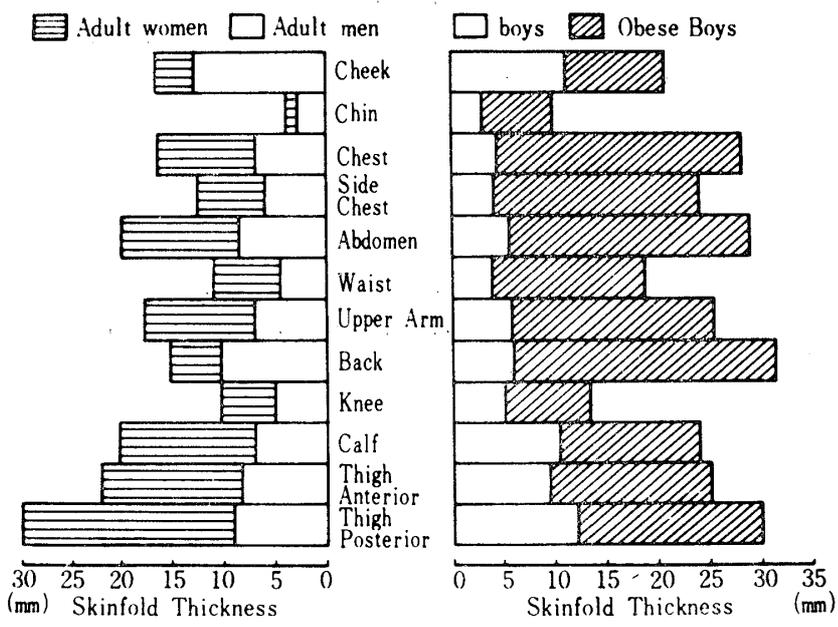 Adult women Adult men boys Obese Boys
Cheek
Chin
Chest
Side
Chest
Abdomen
Waist
Upper Arm
Back
Knee
Calf
Thigh
Anterior
Thigh
Posterior
30 25 20 15 10 5 0 0 5 10 15 20 25 30 35
(mm) Skinfold Thickness Skinfold Thickness (mm)